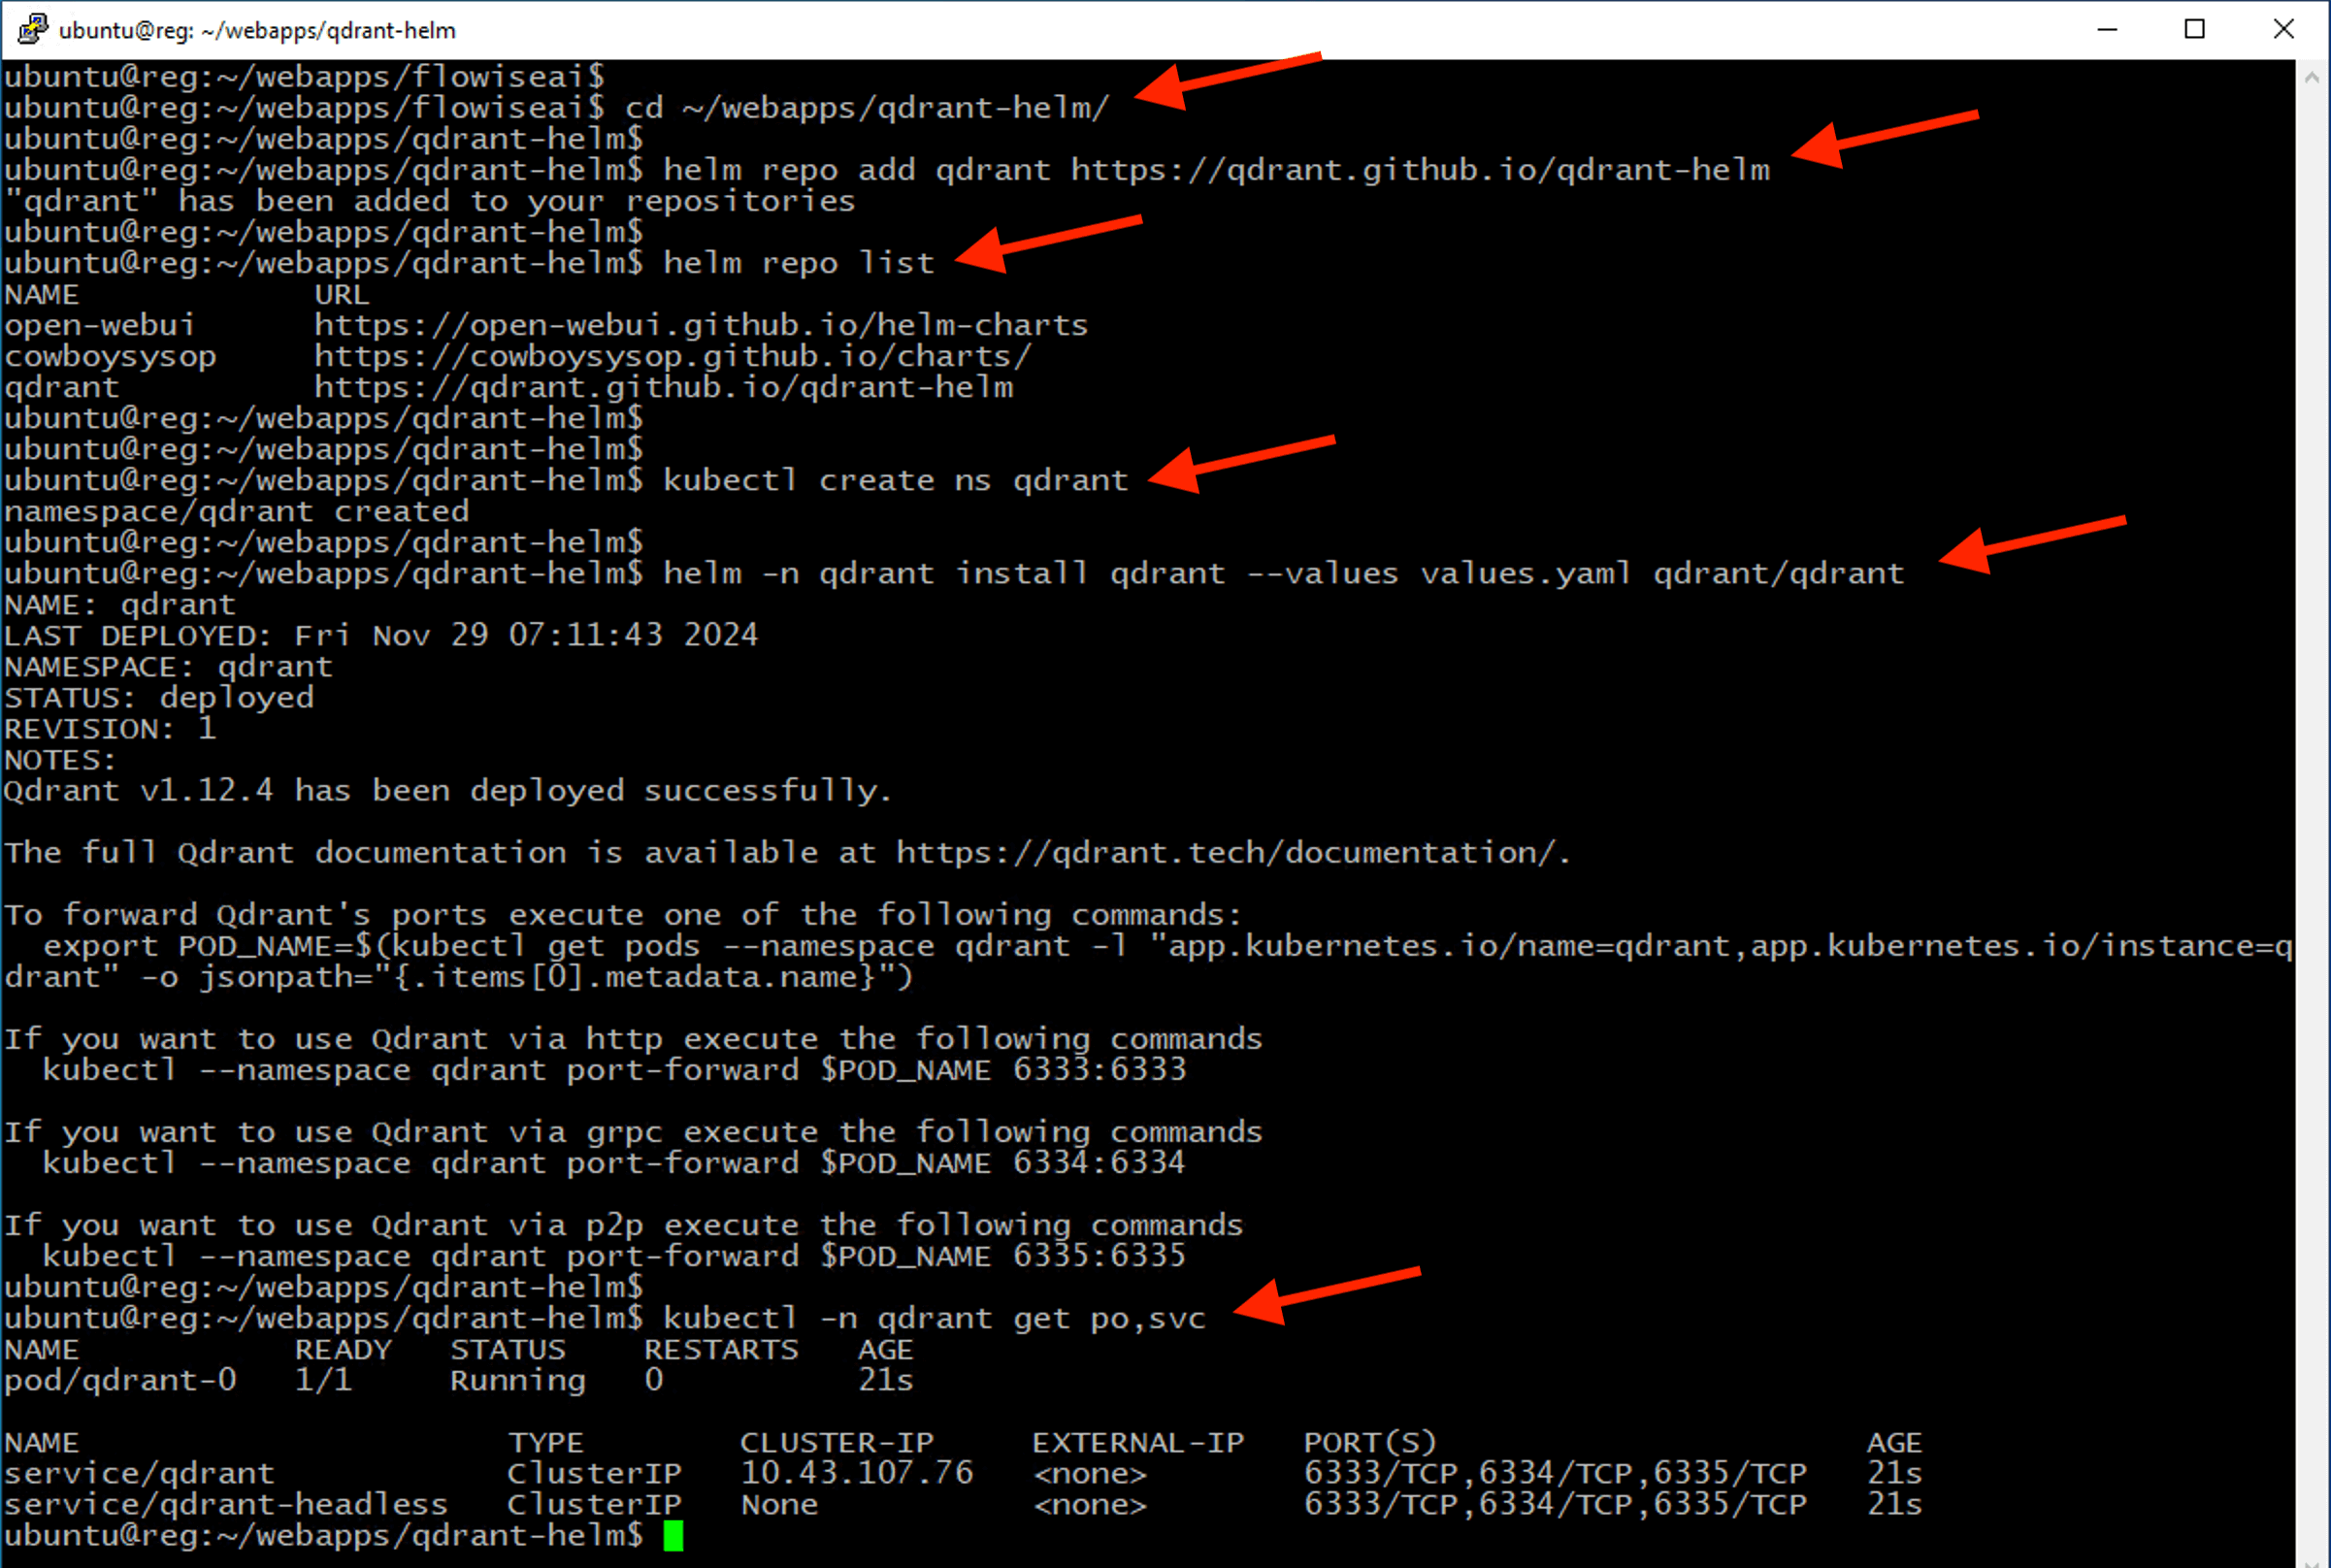 ubuntu@reg: ~/webapps/qdrant-helm
ubuntu@reg:~/webapps/flowiseai$
ubuntu@reg:~/webapps/flowiseai$ cd ~/webapps/qdrant-helm/
ubuntu@reg:~/webapps/qdrant-helm$
ubuntu@reg:~/webapps/qdrant-helm$ helm repo add qdrant https://qdrant.github.io/qdrant-helm
"qdrant" has been added to your repositories
ubuntu@reg:~/webapps/qdrant-helm$
ubuntu@reg:~/webapps/qdrant-helm$ helm repo list
NAME            URL
open-webui      https://open-webui.github.io/helm-charts
cowboysysop     https://cowboysysop.github.io/charts/
qdrant          https://qdrant.github.io/qdrant-helm
ubuntu@reg:~/webapps/qdrant-helm$
ubuntu@reg:~/webapps/qdrant-helm$
ubuntu@reg:~/webapps/qdrant-helm$ kubectl create ns qdrant
namespace/qdrant created
ubuntu@reg:~/webapps/qdrant-helm$
ubuntu@reg:~/webapps/qdrant-helm$ helm -n qdrant install qdrant --values values.yaml qdrant/qdrant
NAME: qdrant
LAST DEPLOYED: Fri Nov 29 07:11:43 2024
NAMESPACE: qdrant
STATUS: deployed
REVISION: 1
NOTES:
Qdrant v1.12.4 has been deployed successfully.
The full Qdrant documentation is available at https://qdrant.tech/documentation/.
To forward Qdrant's ports execute one of the following commands:
  export POD_NAME=$(kubectl get pods --namespace qdrant -l "app.kubernetes.io/name=qdrant,app.kubernetes.io/instance=q
drant" -o jsonpath="{.items[0].metadata.name}")
If you want to use Qdrant via http execute the following commands
  kubectl --namespace qdrant port-forward $POD_NAME 6333:6333
If you want to use Qdrant via grpc execute the following commands
  kubectl --namespace qdrant port-forward $POD_NAME 6334:6334
If you want to use Qdrant via p2p execute the following commands
  kubectl --namespace qdrant port-forward $POD_NAME 6335:6335
ubuntu@reg:~/webapps/qdrant-helm$
ubuntu@reg:~/webapps/qdrant-helm$ kubectl -n qdrant get po,svc
NAME           READY   STATUS    RESTARTS   AGE
pod/qdrant-0   1/1     Running   0          21s
NAME                      TYPE        CLUSTER-IP     EXTERNAL-IP   PORT(S)                      AGE
service/qdrant            ClusterIP   10.43.107.76   <none>        6333/TCP,6334/TCP,6335/TCP   21s
service/qdrant-headless   ClusterIP   None           <none>        6333/TCP,6334/TCP,6335/TCP   21s
ubuntu@reg:~/webapps/qdrant-helm$